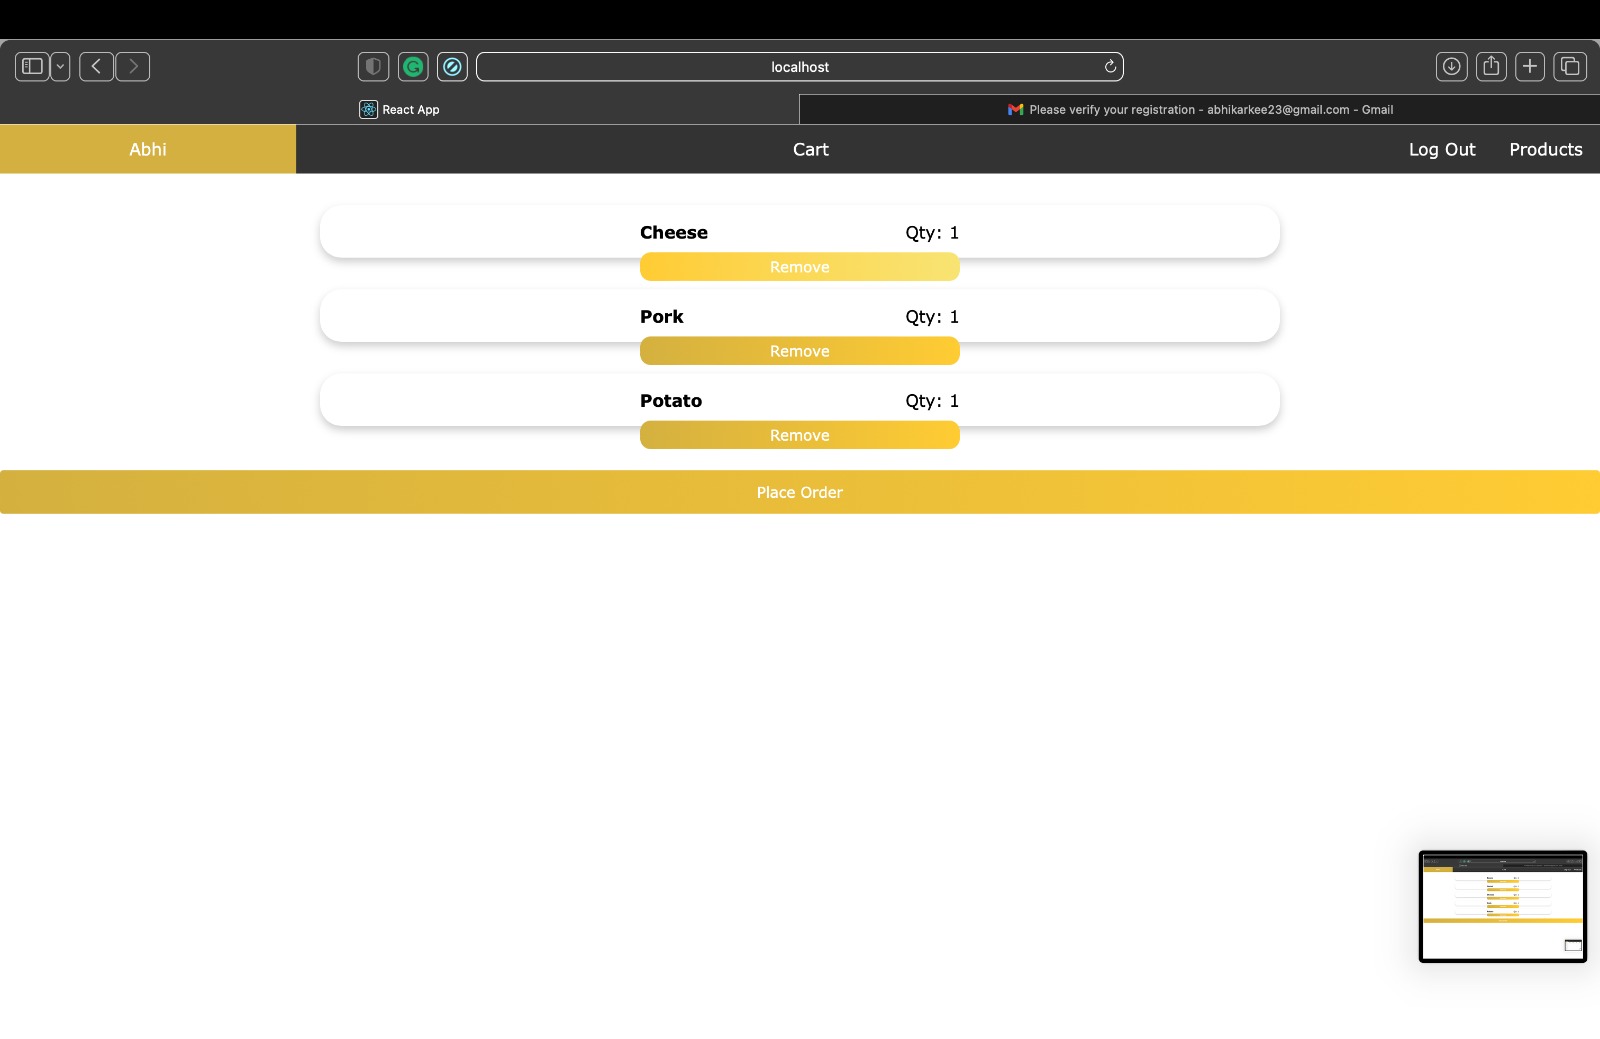 localhost
React App
Please verify your registration - abhikarkee23@gmail.com - Gmail
Abhi
Cart
Log Out
Products
Cheese
Qty: 1
Remove
Pork
Qty: 1
Remove
Potato
Qty: 1
Remove
Place Order